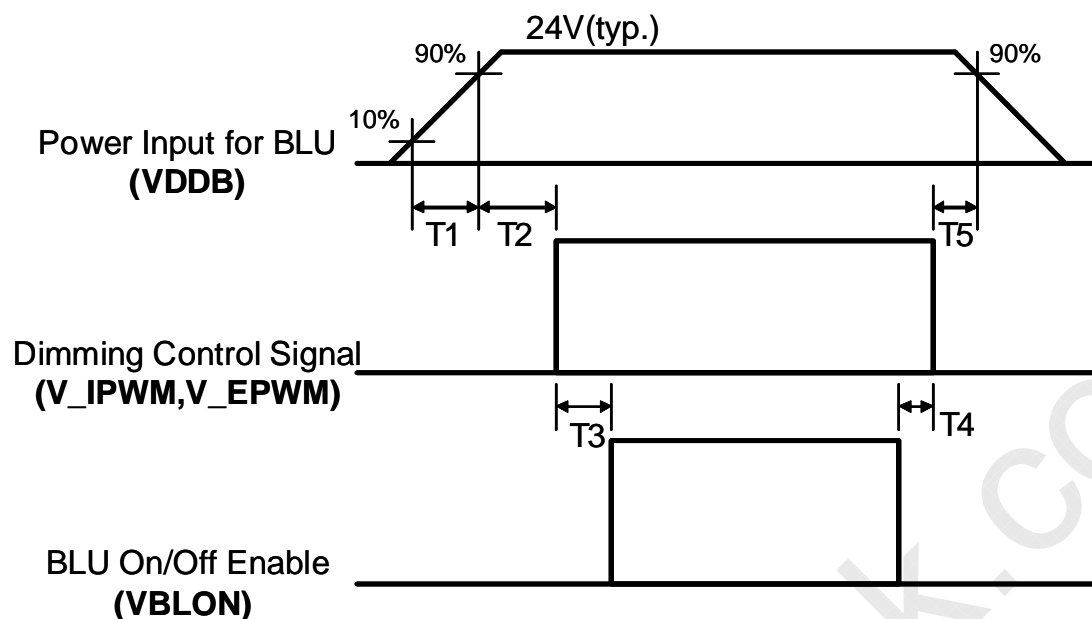 24V(typ.)
90%
90%
10%
Power Input for BLU
(VDDB)
T1
T2
T5
Dimming Control Signal
(V_IPWM,V_EPWM)
T3
T4
BLU On/Off Enable
(VBLON)
k.co